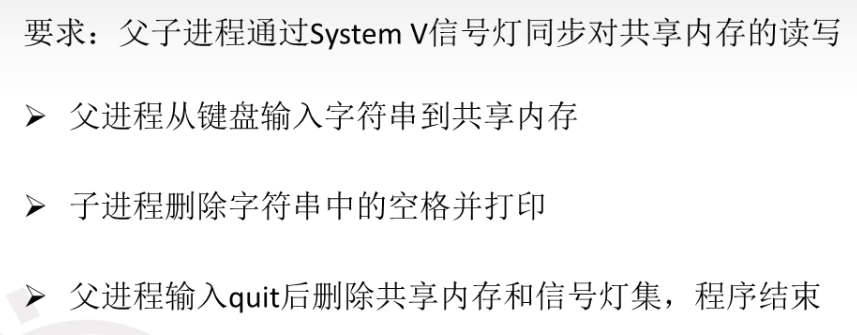 要求：父子进程通过System V信号灯同步对共享内存的读写
➢ 父进程从键盘输入字符串到共享内存
➢ 子进程删除字符串中的空格并打印
➢ 父进程输入quit后删除共享内存和信号灯集，程序结束